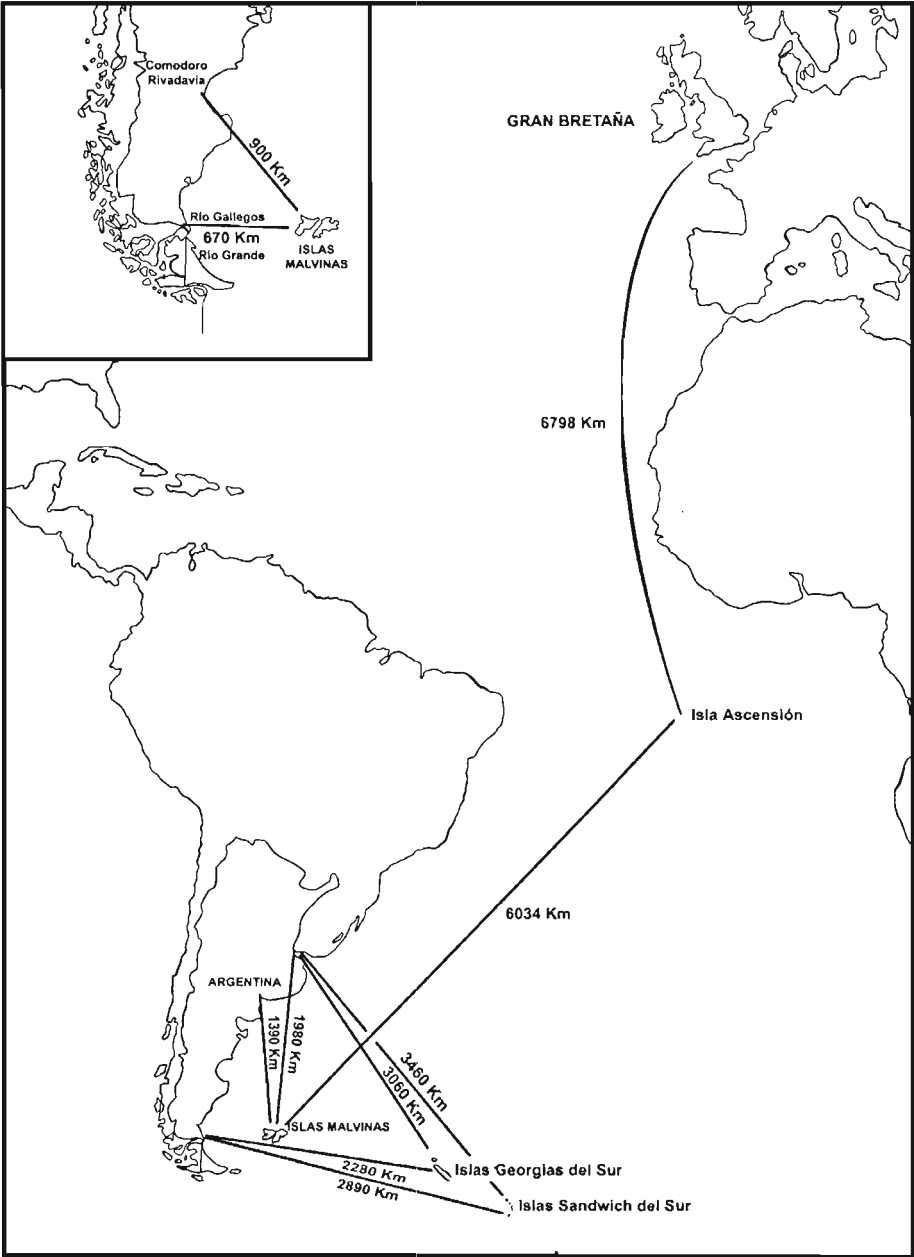 Comodoro
Rivadavia
900 Km
Río Gallegos
670 Km
Río Grande
ISLAS
MALVINAS
GRAN BRETAÑA
6798 Km
Isla Ascensión
6034 Km
ARGENTINA
1390 Km
1980 Km
3460 Km
3060 Km
ISLAS MALVINAS
2280 Km
2890 Km
Islas Georgias del Sur
Islas Sandwich del Sur